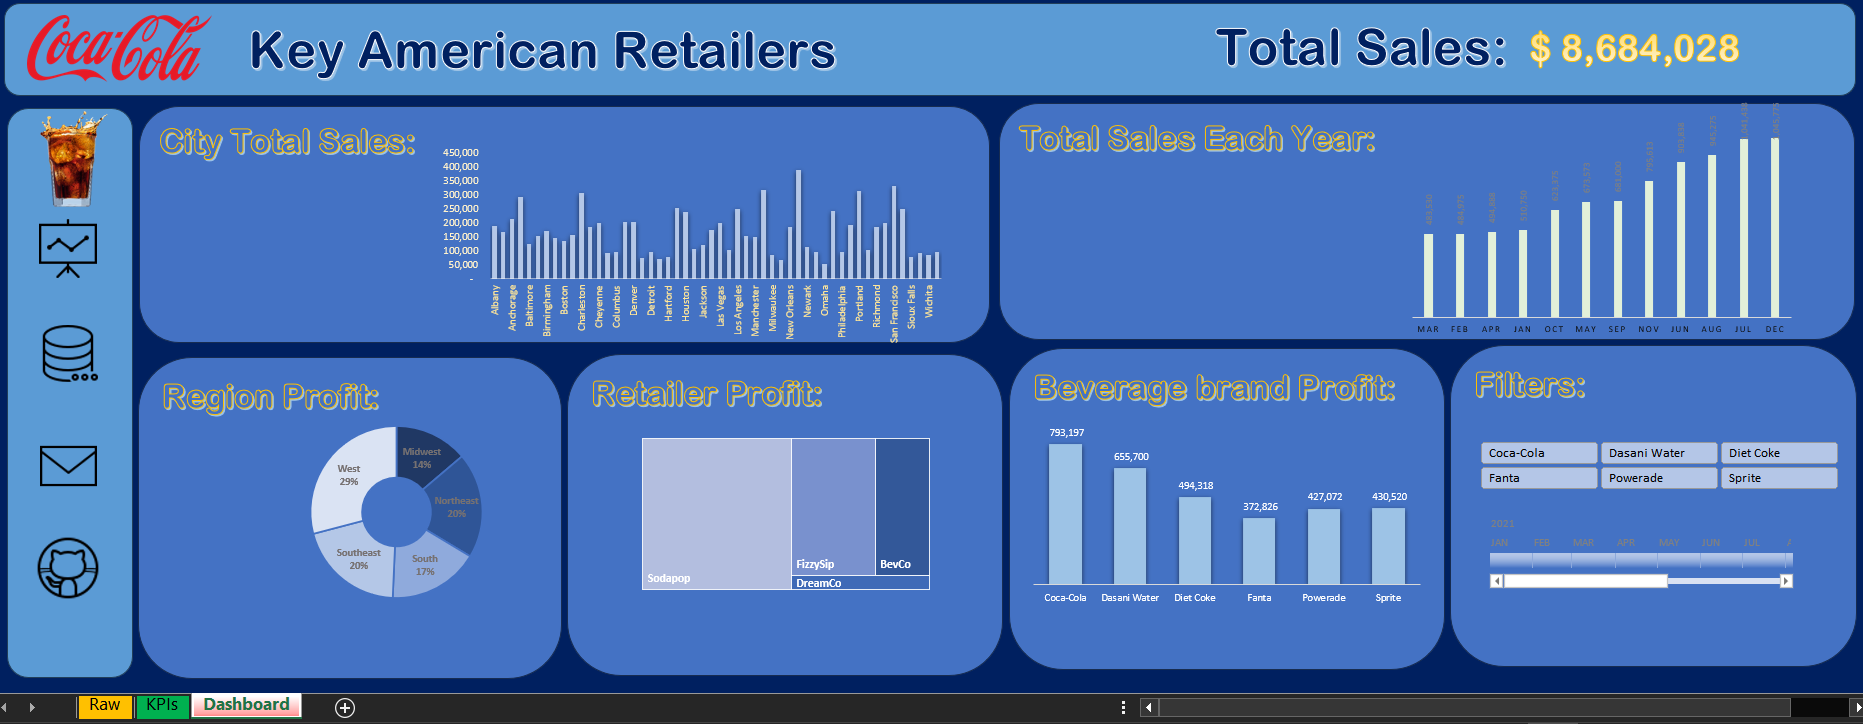 Coca-Cola
Key American Retailers
Total Sales: $ 8,684,028
City Total Sales:
450,000
400,000
350,000
300,000
250,000
200,000
150,000
100,000
50,000
-
Albany
Anchorage
Baltimore
Birmingham
Boston
Charleston
Cheyenne
Columbus
Denver
Detroit
Hartford
Houston
Jackson
Las Vegas
Los Angeles
Manchester
Milwaukee
New Orleans
Newark
Omaha
Philadelphia
Portland
Richmond
San Francisco
Sioux Falls
Wichita
Total Sales Each Year:
MAR FEB APR JAN OCT MAY SEP NOV JUN AUG JUL DEC
Region Profit:
Midwest
14%
Northeast
20%
South
17%
Southeast
20%
West
29%
Retailer Profit:
Sodapop
FizzySip
BevCo
DreamCo
Beverage brand Profit:
793,197
655,700
494,318
372,826
427,072
430,520
Coca-Cola Dasani Water Diet Coke Fanta Powerade Sprite
Filters:
Coca-Cola Dasani Water Diet Coke
Fanta Powerade Sprite
2021
JAN FEB MAR APR MAY JUN JUL
Raw KPIs Dashboard